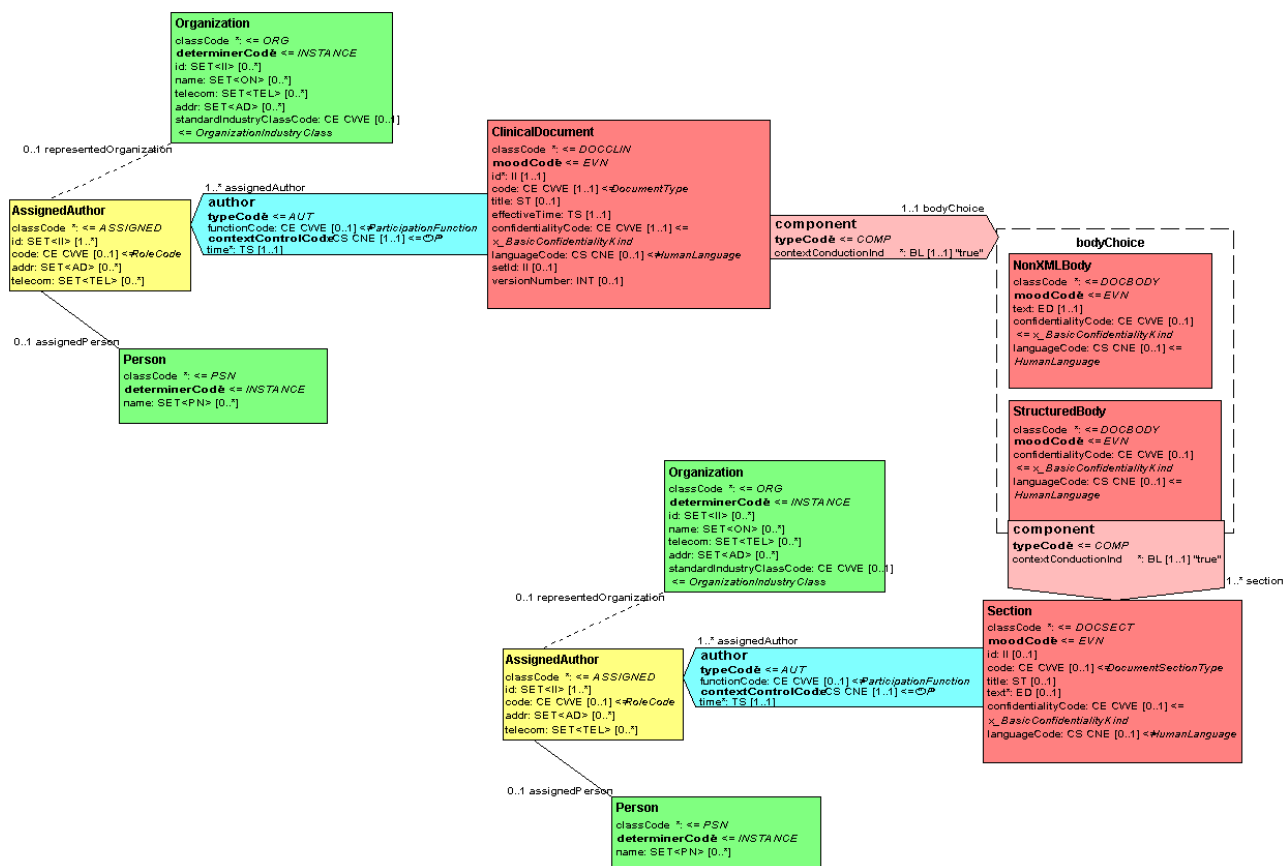 Organization
classCode *: <= ORG
determinerCode* <= INSTANCE
id: SET<II> [0..*]
name: SET<ON> [0..*]
telecom: SET<TEL> [0..*]
addr: SET<AD> [0..*]
standardIndustryClassCode: CE CWE [0..1]
<= OrganizationIndustryClass
0..1 representedOrganization
AssignedAuthor
classCode *: <= ASSIGNED
id: SET<II> [1..*]
code: CE CWE [0..1] <= RoleCode
addr: SET<AD> [0..*]
telecom: SET<TEL> [0..*]
0..1 assignedPerson
Person
classCode *: <= PSN
determinerCode* <= INSTANCE
name: SET<PN> [0..*]
1..* assignedAuthor
author
typeCode* <= AUT
functionCode: CE CWE [0..1] <= ParticipationFunction
contextControlCode: CS CNE [1..1] <= OP
time*: TS [1..1]
ClinicalDocument
classCode *: <= DOCCLIN
moodCode* <= EVN
id*: II [1..1]
code: CE CWE [1..1] <= DocumentType
title: ST [0..1]
effectiveTime: TS [1..1]
confidentialityCode: CE CWE [1..1] <=
x_BasicConfidentialityKind
languageCode: CS CNE [0..1] <= HumanLanguage
setId: II [0..1]
versionNumber: INT [0..1]
1..1 bodyChoice
component
typeCode* <= COMP
contextConductionInd *: BL [1..1] "true"
bodyChoice
NonXMLBody
classCode *: <= DOCBODY
moodCode* <= EVN
text: ED [1..1]
confidentialityCode: CE CWE [0..1]
<= x_BasicConfidentialityKind
languageCode: CS CNE [0..1] <=
HumanLanguage
StructuredBody
classCode *: <= DOCBODY
moodCode* <= EVN
confidentialityCode: CE CWE [0..1]
<= x_BasicConfidentialityKind
languageCode: CS CNE [0..1] <=
HumanLanguage
component
typeCode* <= COMP
contextConductionInd *: BL [1..1] "true"
1..* section
Section
classCode *: <= DOCSECT
moodCode* <= EVN
id: II [0..1]
code: CE CWE [0..1] <= DocumentSectionType
title: ST [0..1]
text*: ED [0..1]
confidentialityCode: CE CWE [0..1] <=
x_BasicConfidentialityKind
languageCode: CS CNE [0..1] <= HumanLanguage
Organization
classCode *: <= ORG
determinerCode* <= INSTANCE
id: SET<II> [0..*]
name: SET<ON> [0..*]
telecom: SET<TEL> [0..*]
addr: SET<AD> [0..*]
standardIndustryClassCode: CE CWE [0..1]
<= OrganizationIndustryClass
0..1 representedOrganization
1..* assignedAuthor
author
typeCode* <= AUT
functionCode: CE CWE [0..1] <= ParticipationFunction
contextControlCode: CS CNE [1..1] <= OP
time*: TS [1..1]
AssignedAuthor
classCode *: <= ASSIGNED
id: SET<II> [1..*]
code: CE CWE [0..1] <= RoleCode
addr: SET<AD> [0..*]
telecom: SET<TEL> [0..*]
0..1 assignedPerson
Person
classCode *: <= PSN
determinerCode* <= INSTANCE
name: SET<PN> [0..*]